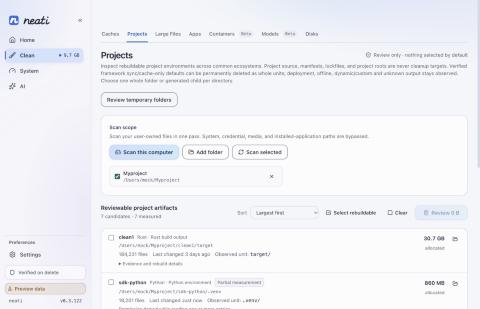 neati
«
Home
Clean
9.7 GB
System
AI
Preferences
Settings
Verified on delete
Preview data
neati
v0.5.122
Caches
Projects
Large Files
Apps
Containers
Beta
Models
Beta
Disks
Projects
Review only · nothing selected by default
Inspect rebuildable project environments across common ecosystems. Project source, manifests, lockfiles, and project roots are never cleanup targets. Verified
framework sync/cache-only defaults can be permanently deleted as whole units, deployment, offline, dynamic/custom and unknown output stays observed.
Choose one whole folder or generated child per directory.
Review temporary folders
Scan scope
Scan your user-owned files in one pass. System, credential, media, and installed-application paths are bypassed.
Scan this computer
Add folder
Scan selected
Myproject
/Users/mock/Myproject
Reviewable project artifacts
7 candidates · 7 measured
Sort
Largest first
Select rebuildable
Clear
Review 0 B
clean1 Rust · Rust build output
30.7 GB
/Users/mock/Myproject/clean1/target
allocated
184,231 files Last changed 3 days ago Observed unit: target/
Evidence and rebuild details
sdk-python Python · Python environment Partial measurement
860 MB
/Users/mock/Myproject/sdk-python/.venv
allocated
18,201 files Last changed Just now Observed unit: .venv/